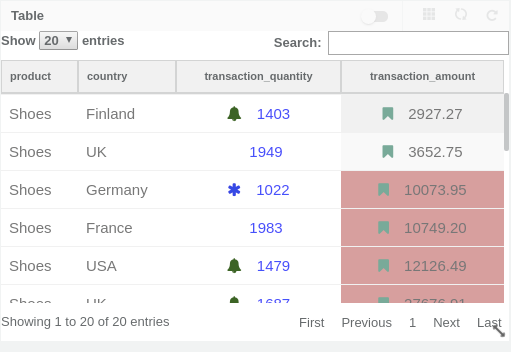 Table
Show 20 entries
Search:
product country transaction_quantity transaction_amount
Shoes Finland 1403 2927.27
Shoes UK 1949 3652.75
Shoes Germany 1022 10073.95
Shoes France 1983 10749.20
Shoes USA 1479 12126.49
Shoes UK 1687
Showing 1 to 20 of 20 entries
First Previous 1 Next Last